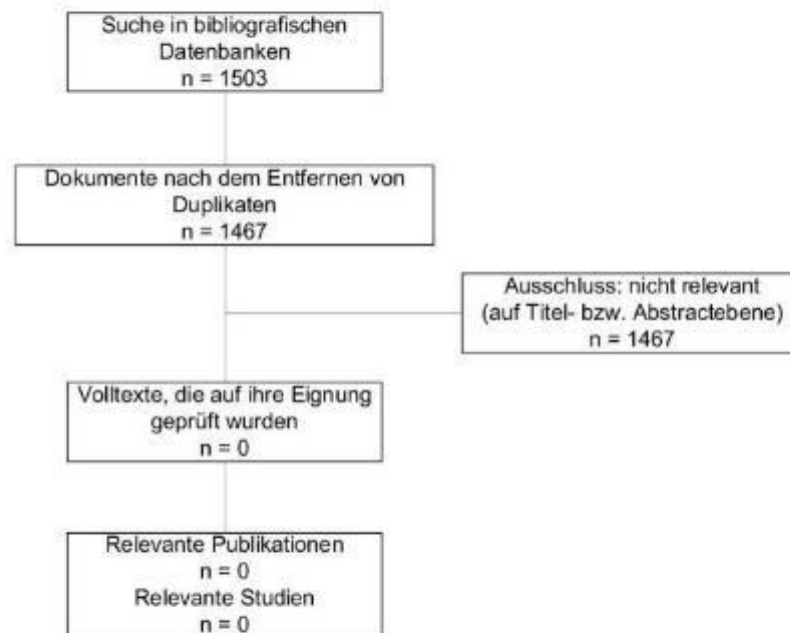 Suche in bibliografischen
Datenbanken
n = 1503
Dokumente nach dem Entfernen von
Duplikaten
n = 1467
Ausschluss: nicht relevant
(auf Titel- bzw. Abstractebene)
n = 1467
Volltexte, die auf ihre Eignung
geprüft wurden
n = 0
Relevante Publikationen
n = 0
Relevante Studien
n = 0